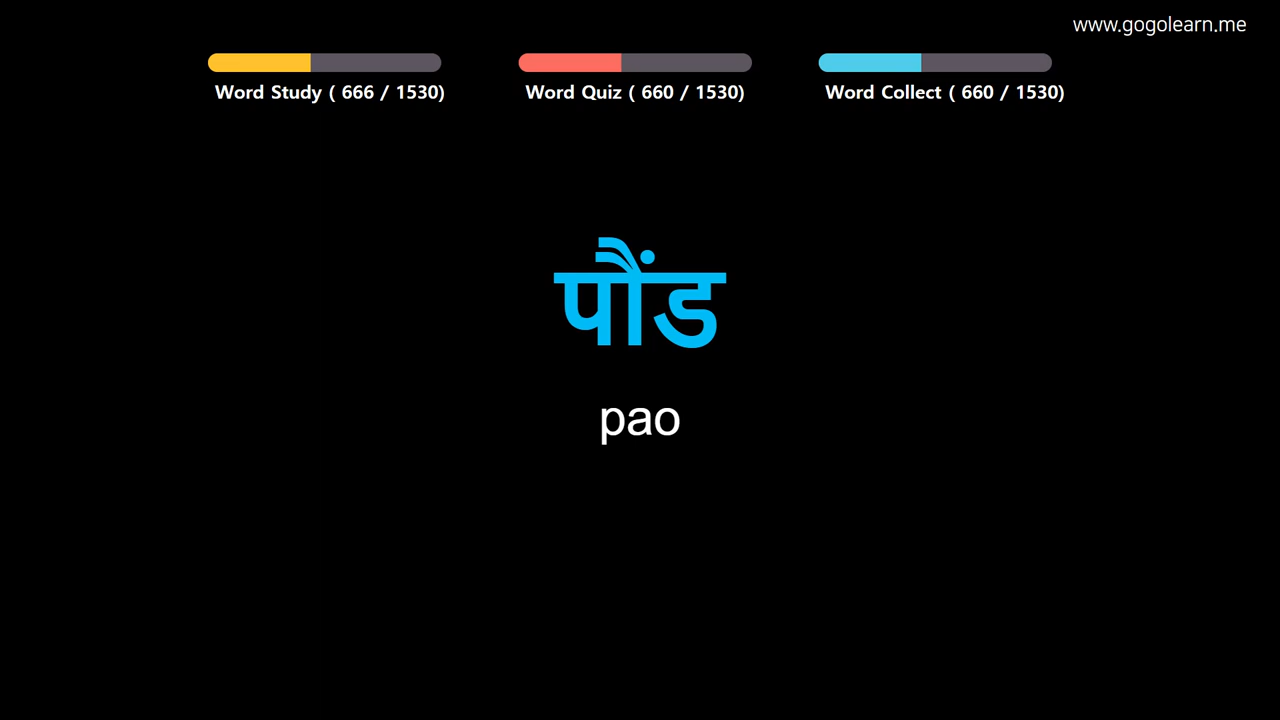 www.gogolearn.me
Word Study ( 666 / 1530)
Word Quiz ( 660 / 1530)
Word Collect ( 660 / 1530)
पौंड
pao